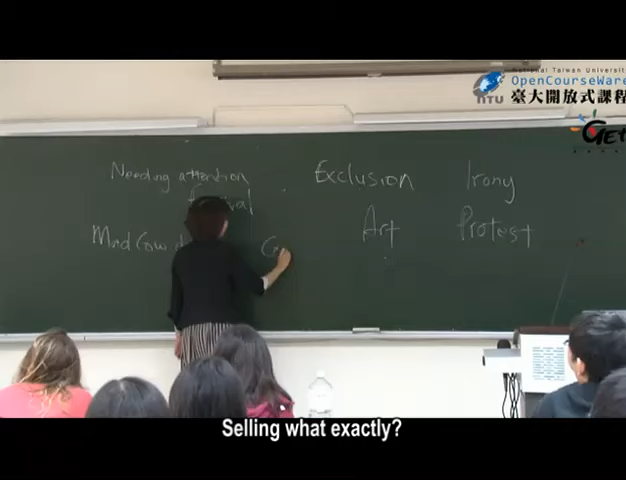 National Taiwan University
OpenCourseWare
NTU 臺大開放式課程
Needing attention Exclusion Irony
Mad Cow Art Protest
Selling what exactly?